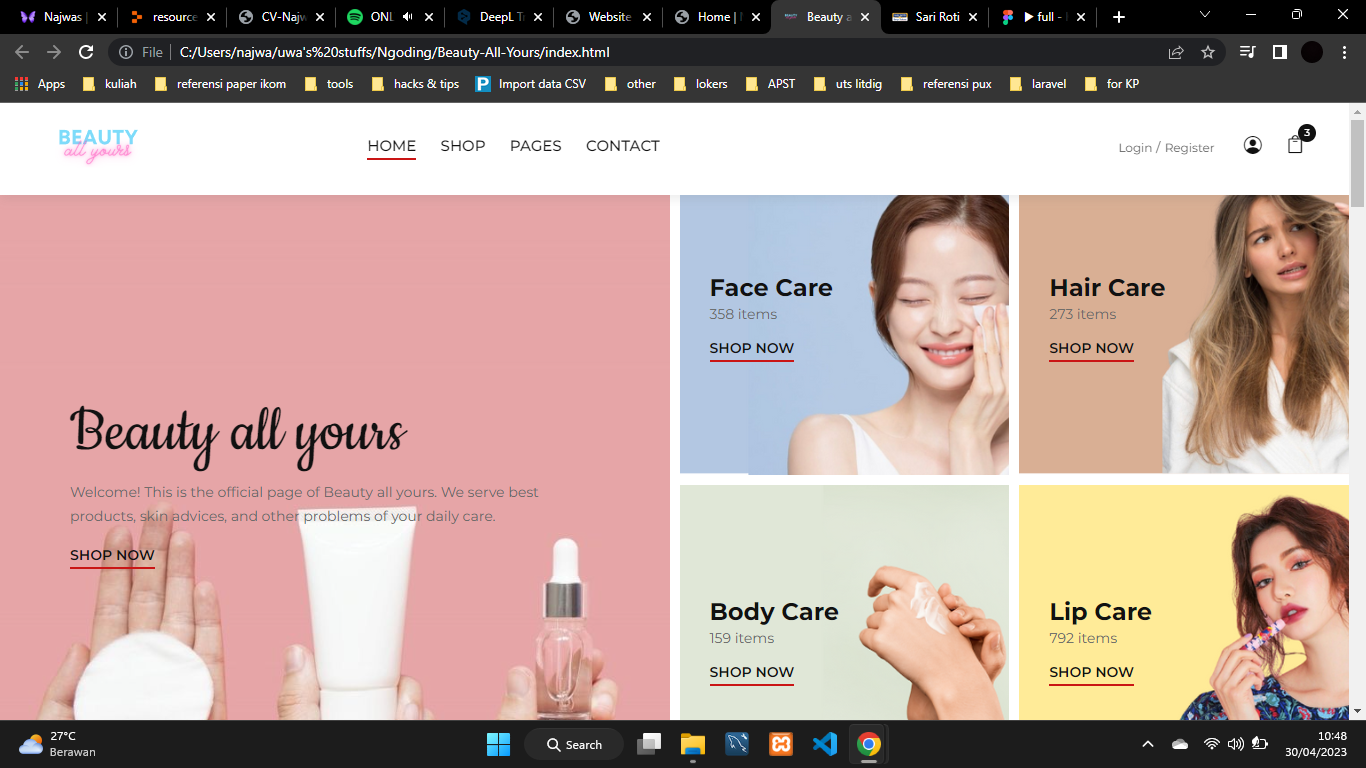 Najwas
resource
CV-Najw
ONL
DeepL Tr
Website
Home |
Beauty a
Sari Roti
full -
File C:/Users/najwa/uwa's%20stuffs/Ngoding/Beauty-All-Yours/index.html
Apps kuliah referensi paper ikom tools hacks & tips Import data CSV other lokers APST uts litdig referensi pux laravel for KP
BEAUTY
all yours
HOME SHOP PAGES CONTACT
Login / Register
3
Beauty all yours
Welcome! This is the official page of Beauty all yours. We serve best
products, skin advices, and other problems of your daily care.
SHOP NOW
Face Care
358 items
SHOP NOW
Hair Care
273 items
SHOP NOW
Body Care
159 items
SHOP NOW
Lip Care
792 items
SHOP NOW
27°C
Berawan
Search
10:48
30/04/2023